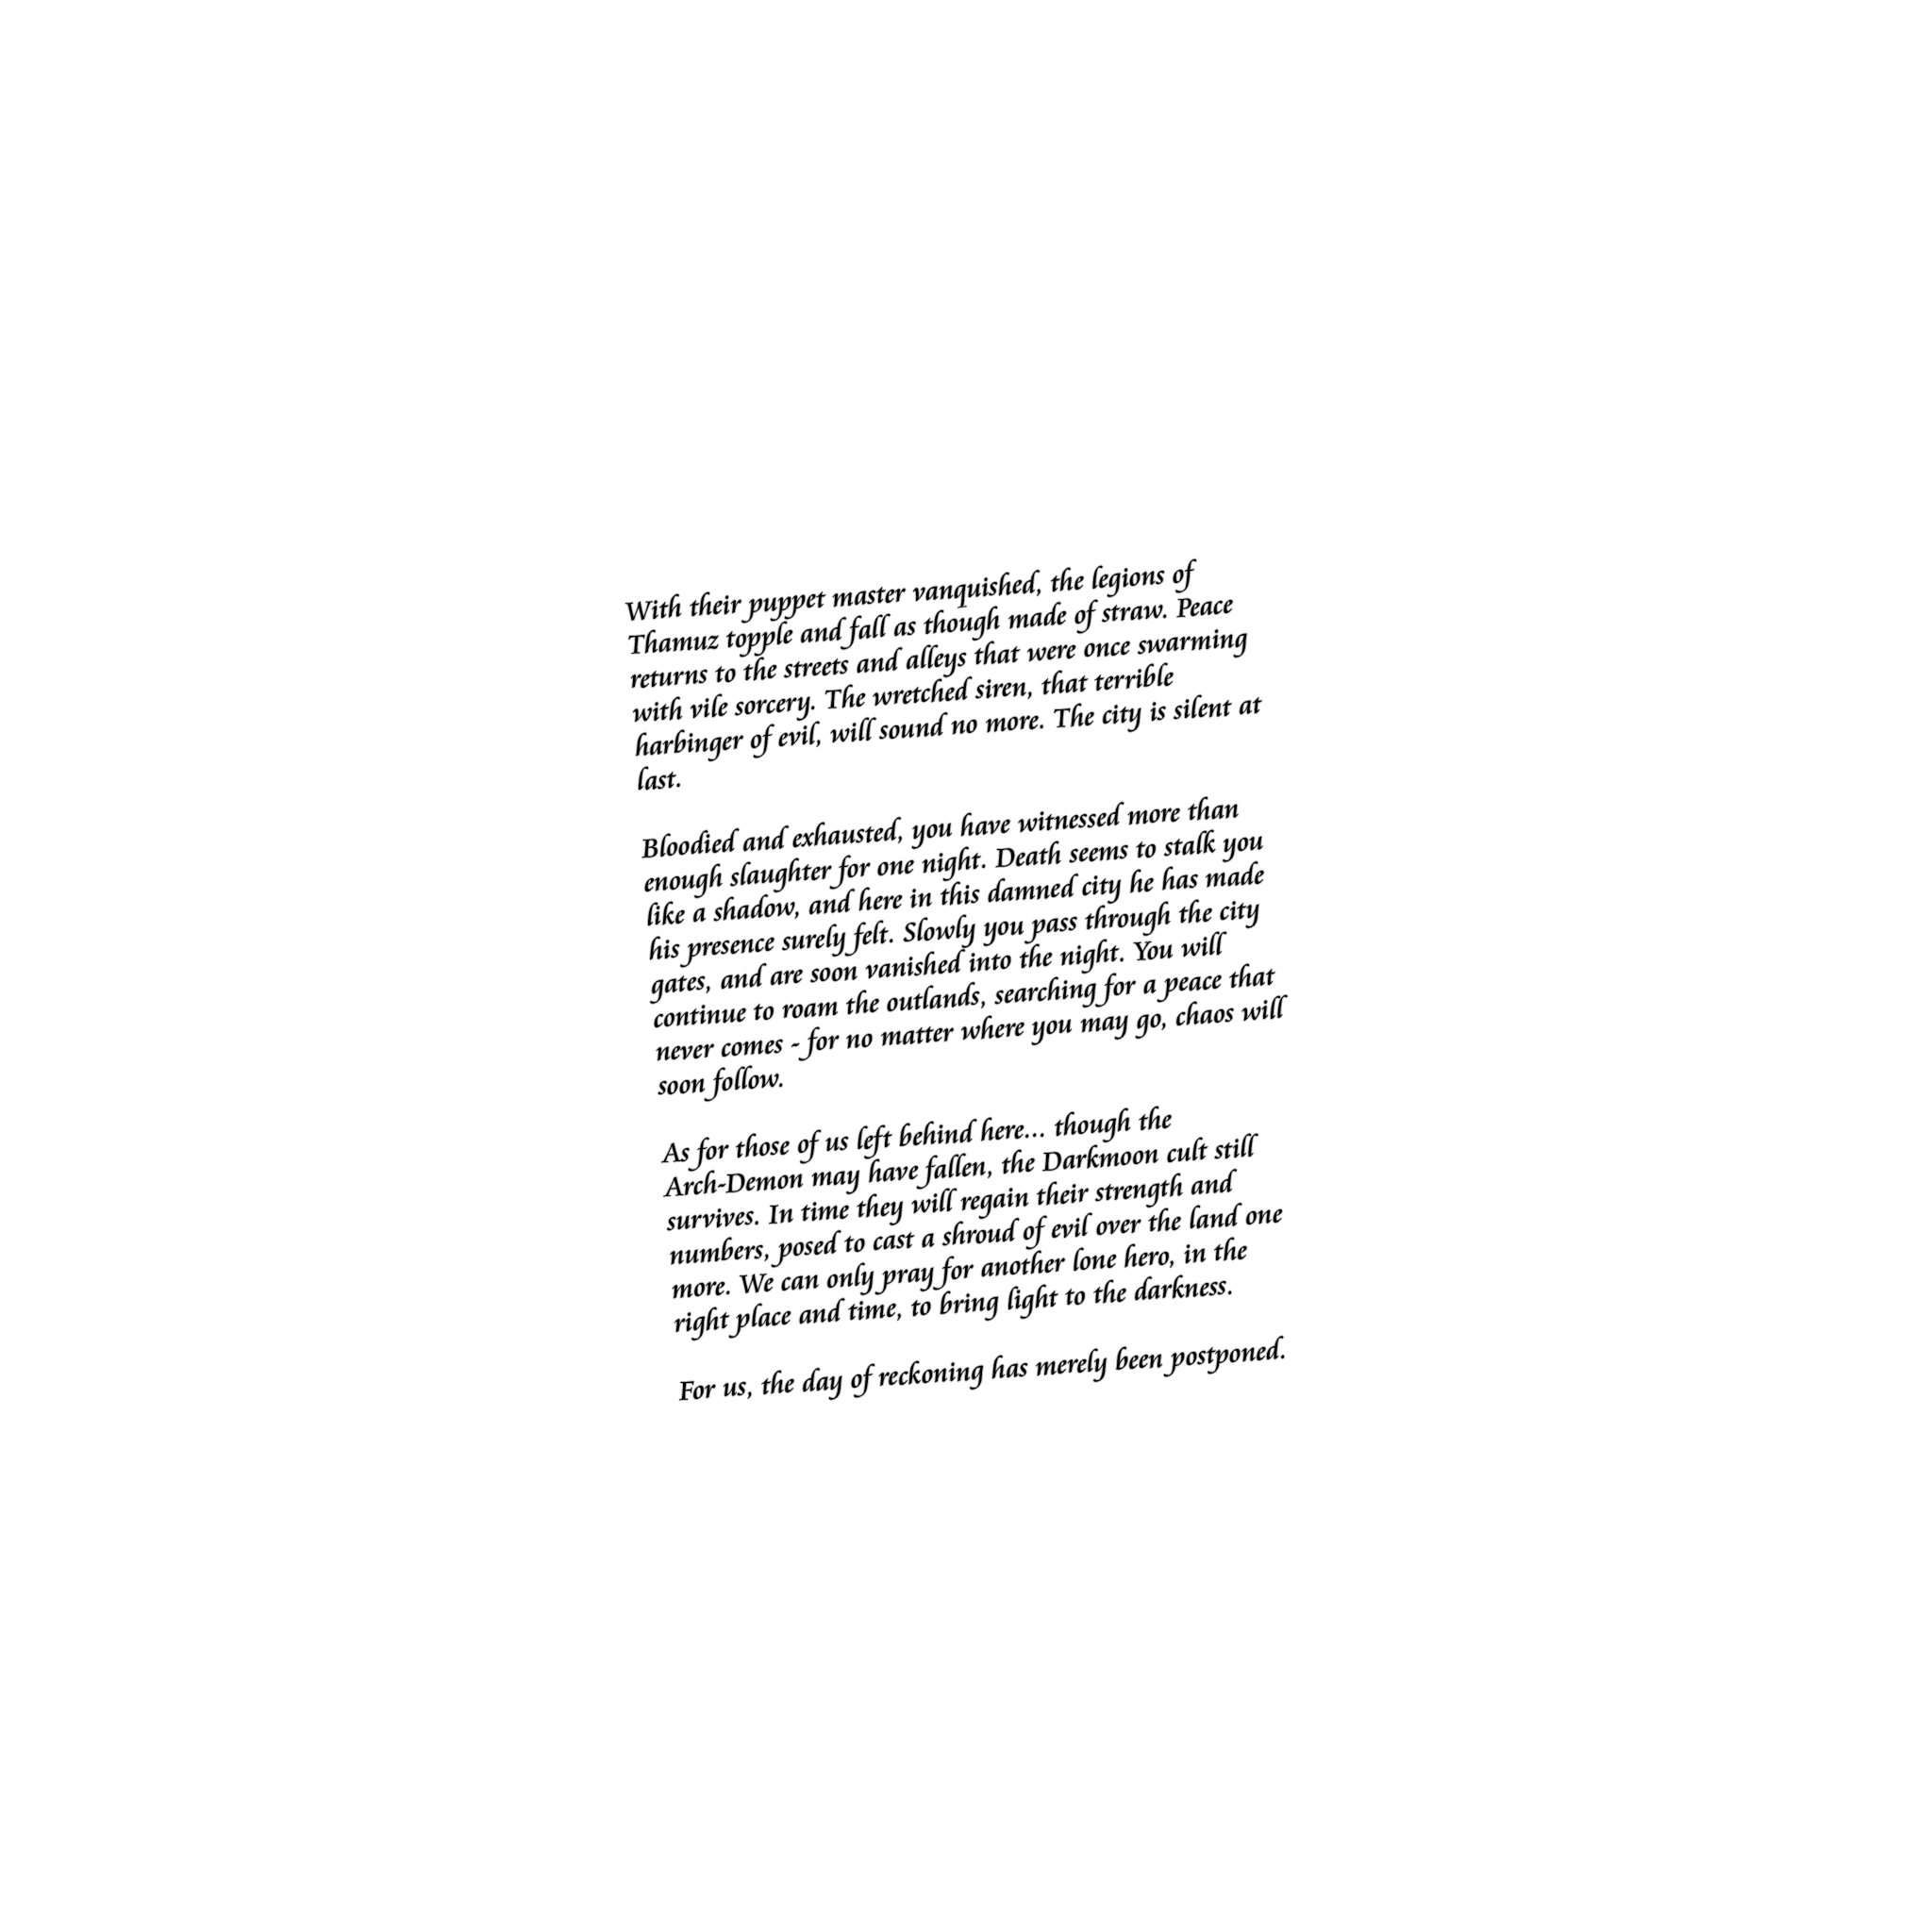 With their puppet master vanquished, the legions of
Thamuz topple and fall as though made of straw. Peace
returns to the streets and alleys that were once swarming
with vile sorcery. The wretched siren, that terrible
harbinger of evil, will sound no more. The city is silent at
last.

Bloodied and exhausted, you have witnessed more than
enough slaughter for one night. Death seems to stalk you
like a shadow, and here in this damned city he has made
his presence surely felt. Slowly you pass through the city
gates, and are soon vanished into the night. You will
continue to roam the outlands, searching for a peace that
never comes - for no matter where you may go, chaos will
soon follow.

As for those of us left behind here... though the
Arch-Demon may have fallen, the Darkmoon cult still
survives. In time they will regain their strength and
numbers, posed to cast a shroud of evil over the land one
more. We can only pray for another lone hero, in the
right place and time, to bring light to the darkness.

For us, the day of reckoning has merely been postponed.